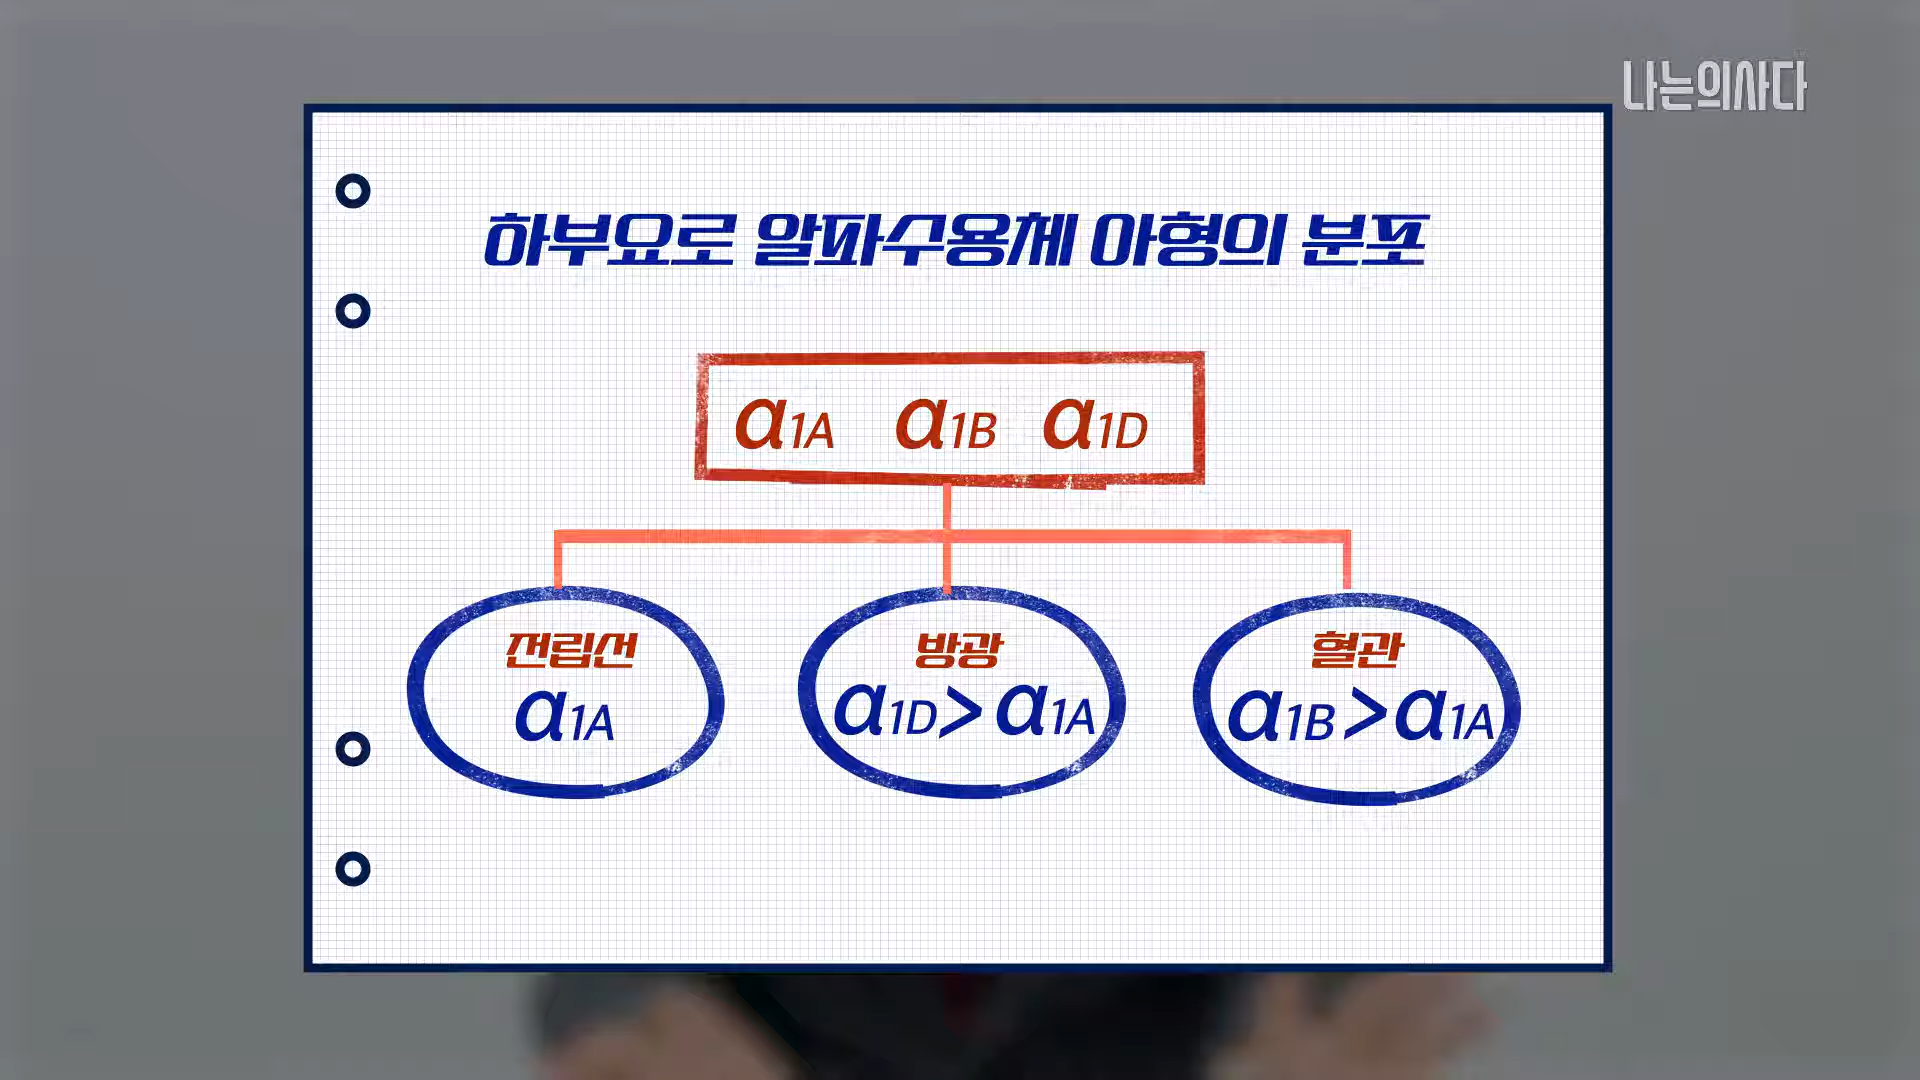 나는의사다
하부요로 알파수용체 아형의 분포
α1A α1B α1D
전립선
α1A
방광
α1D>α1A
혈관
α1B>α1A